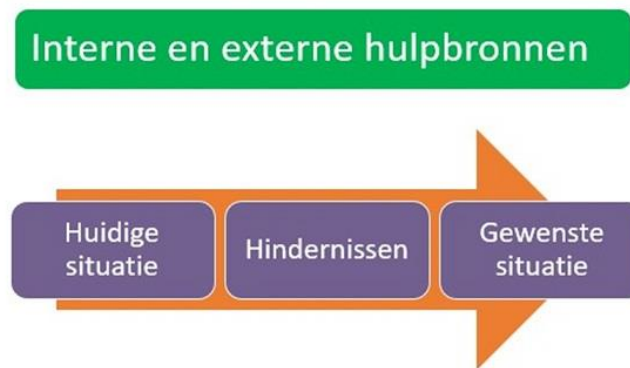 Interne en externe hulpbronnen
Huidige
situatie
Hindernissen
Gewenste
situatie